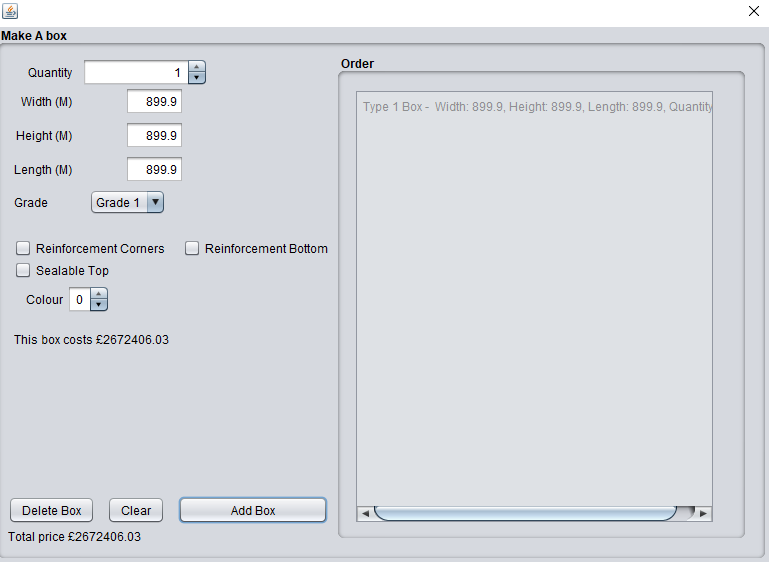 Make A box
Quantity 1
Width (M) 899.9
Height (M) 899.9
Length (M) 899.9
Grade Grade 1
Reinforcement Corners Reinforcement Bottom
Sealable Top
Colour 0
This box costs £2672406.03
Delete Box Clear Add Box
Total price £2672406.03
Order
Type 1 Box - Width: 899.9, Height: 899.9, Length: 899.9, Quantity